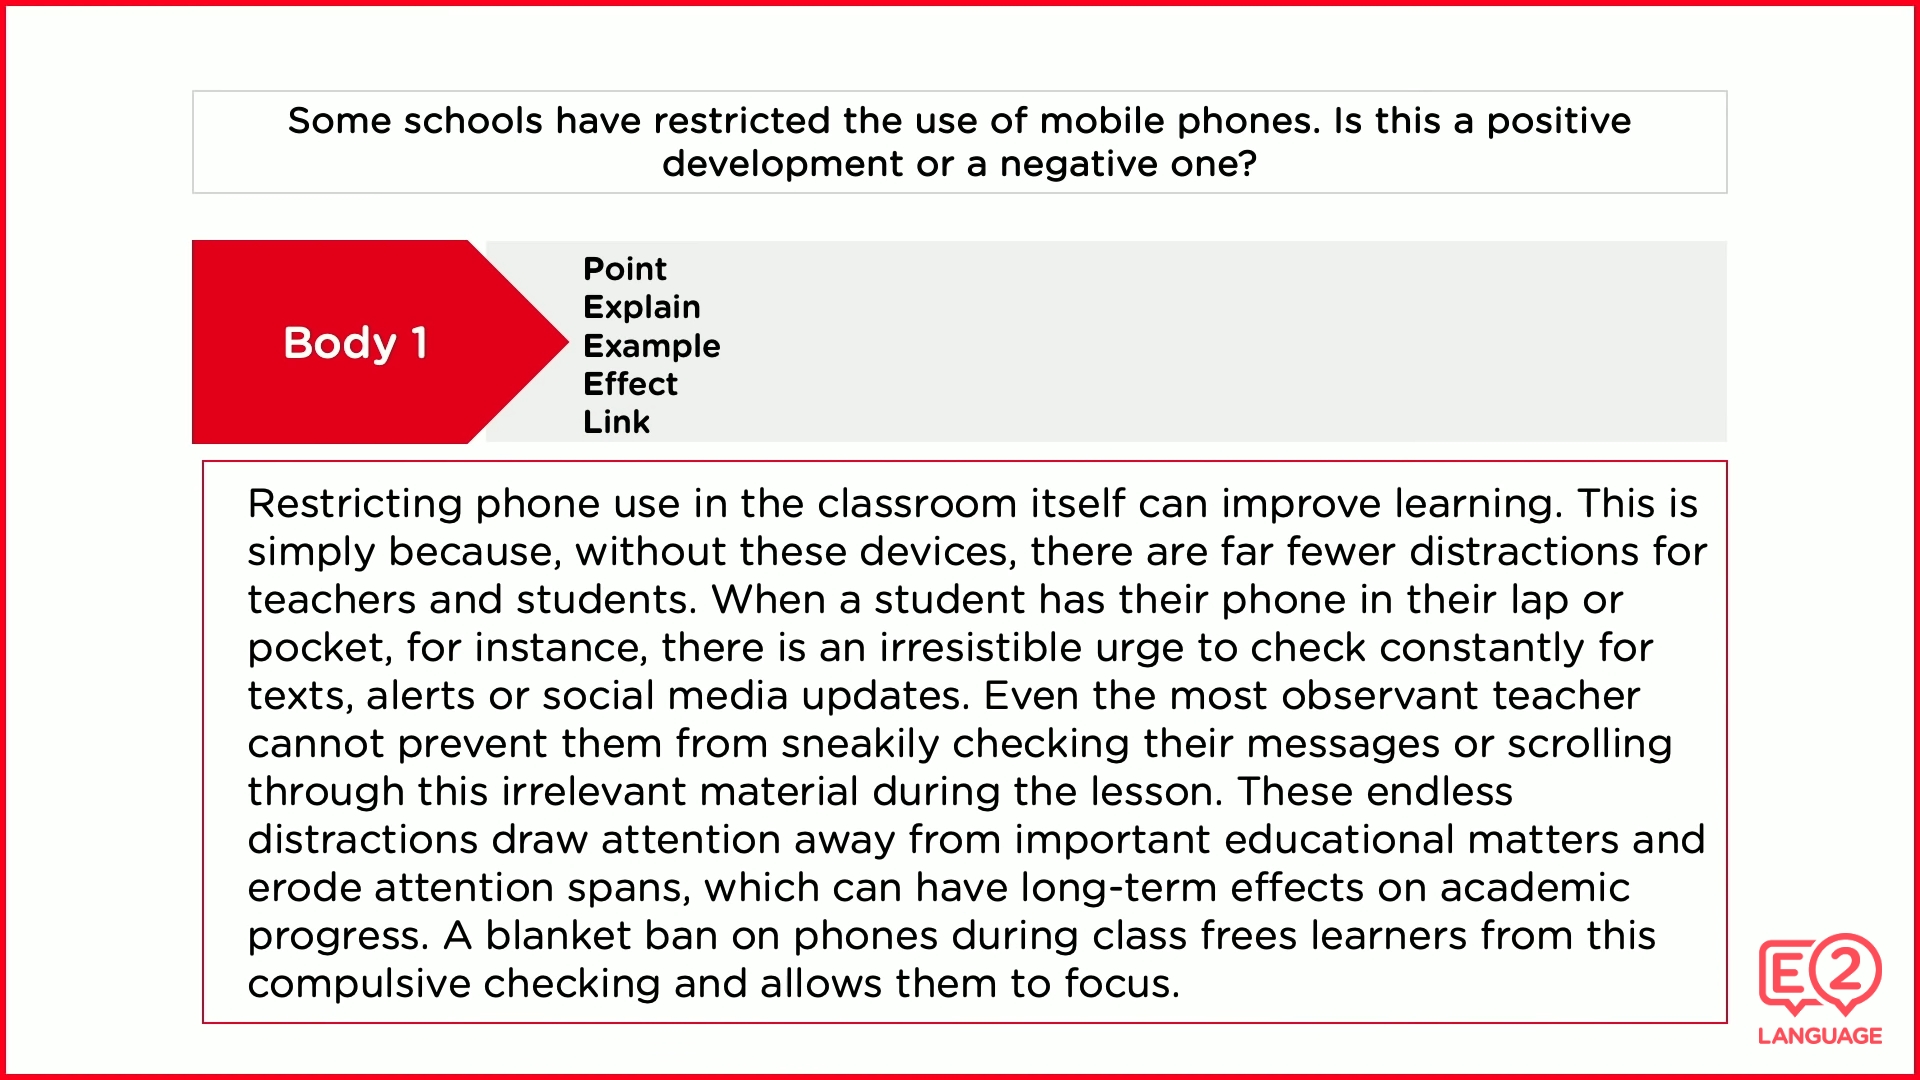 Some schools have restricted the use of mobile phones. Is this a positive
development or a negative one?
Body 1
Point
Explain
Example
Effect
Link
Restricting phone use in the classroom itself can improve learning. This is
simply because, without these devices, there are far fewer distractions for
teachers and students. When a student has their phone in their lap or
pocket, for instance, there is an irresistible urge to check constantly for
texts, alerts or social media updates. Even the most observant teacher
cannot prevent them from sneakily checking their messages or scrolling
through this irrelevant material during the lesson. These endless
distractions draw attention away from important educational matters and
erode attention spans, which can have long-term effects on academic
progress. A blanket ban on phones during class frees learners from this
compulsive checking and allows them to focus.
E2
LANGUAGE